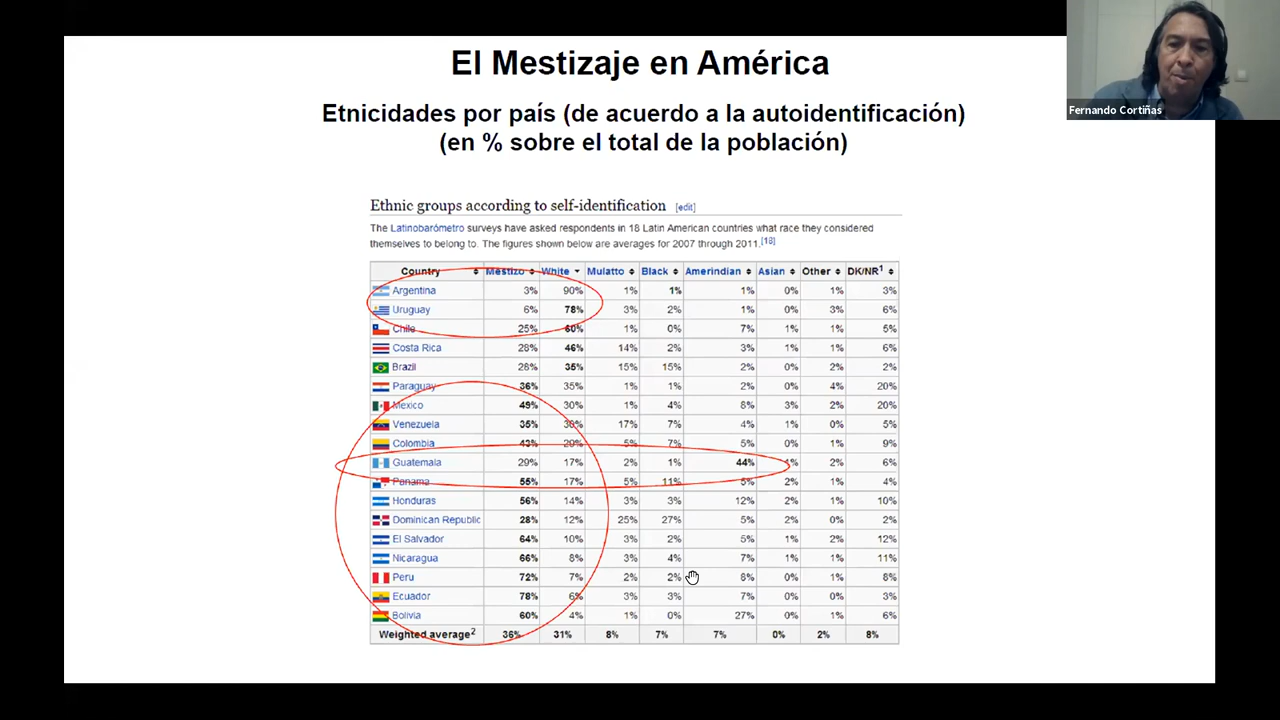 El Mestizaje en América
Etnicidades por país (de acuerdo a la autoidentificación)
(en % sobre el total de la población)
Fernando Cortiñas
Ethnic groups according to self-identification [edit]
The Latinobarómetro surveys have asked respondents in 18 Latin American countries what race they considered
themselves to belong to. The figures shown below are averages for 2007 through 2011.[18]
Country Mestizo White Mulatto Black Amerindian Asian Other DK/NR1
Argentina 3% 90% 1% 1% 1% 0% 1% 3%
Uruguay 6% 78% 3% 2% 1% 0% 3% 6%
Chile 25% 60% 1% 0% 7% 1% 1% 5%
Costa Rica 28% 46% 14% 2% 3% 1% 1% 6%
Brazil 28% 35% 15% 15% 2% 0% 2% 2%
Paraguay 36% 35% 1% 1% 2% 0% 4% 20%
Mexico 49% 30% 1% 4% 8% 3% 2% 20%
Venezuela 35% 30% 17% 7% 4% 1% 0% 5%
Colombia 43% 29% 5% 7% 5% 0% 1% 9%
Guatemala 29% 17% 2% 1% 44% 1% 2% 6%
Panama 55% 17% 5% 11% 5% 2% 1% 4%
Honduras 56% 14% 3% 3% 12% 2% 1% 10%
Dominican Republic 28% 12% 25% 27% 5% 2% 0% 2%
El Salvador 64% 10% 3% 2% 5% 1% 2% 12%
Nicaragua 66% 8% 3% 4% 7% 1% 1% 11%
Peru 72% 7% 2% 2% 8% 0% 1% 8%
Ecuador 78% 6% 3% 3% 7% 0% 0% 3%
Bolivia 60% 4% 1% 0% 27% 0% 1% 6%
Weighted average2 36% 31% 8% 7% 7% 0% 2% 8%